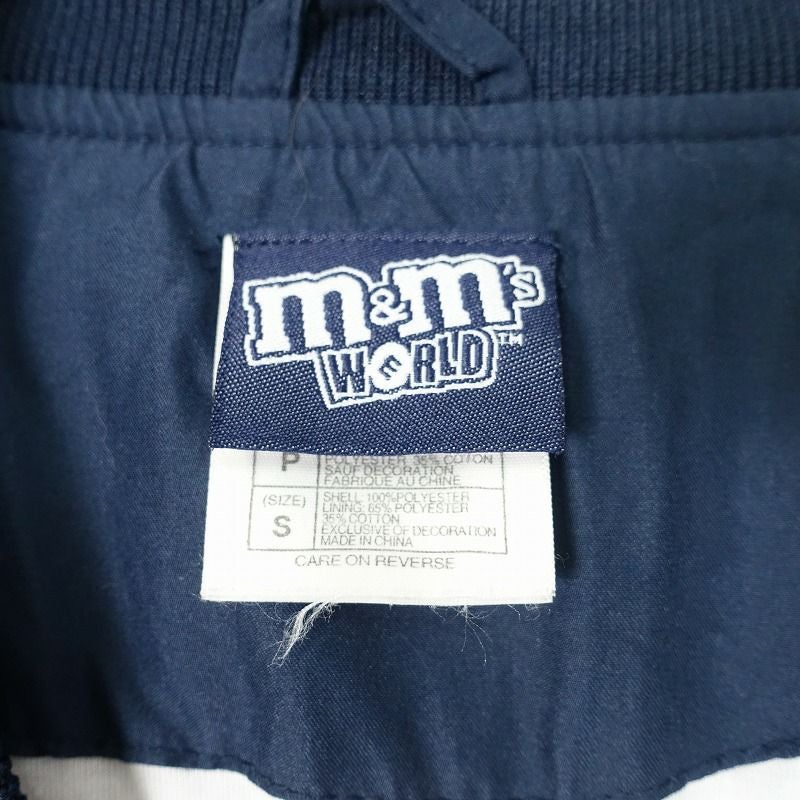 m&m's
WORLD™
P
POLYESTER 35% COTON
SAUF DECORATION
FABRIQUE AU CHINE
(SIZE)
S
SHELL: 100%POLYESTER
LINING: 65% POLYESTER
35% COTTON
EXCLUSIVE OF DECORATION
MADE IN CHINA
CARE ON REVERSE